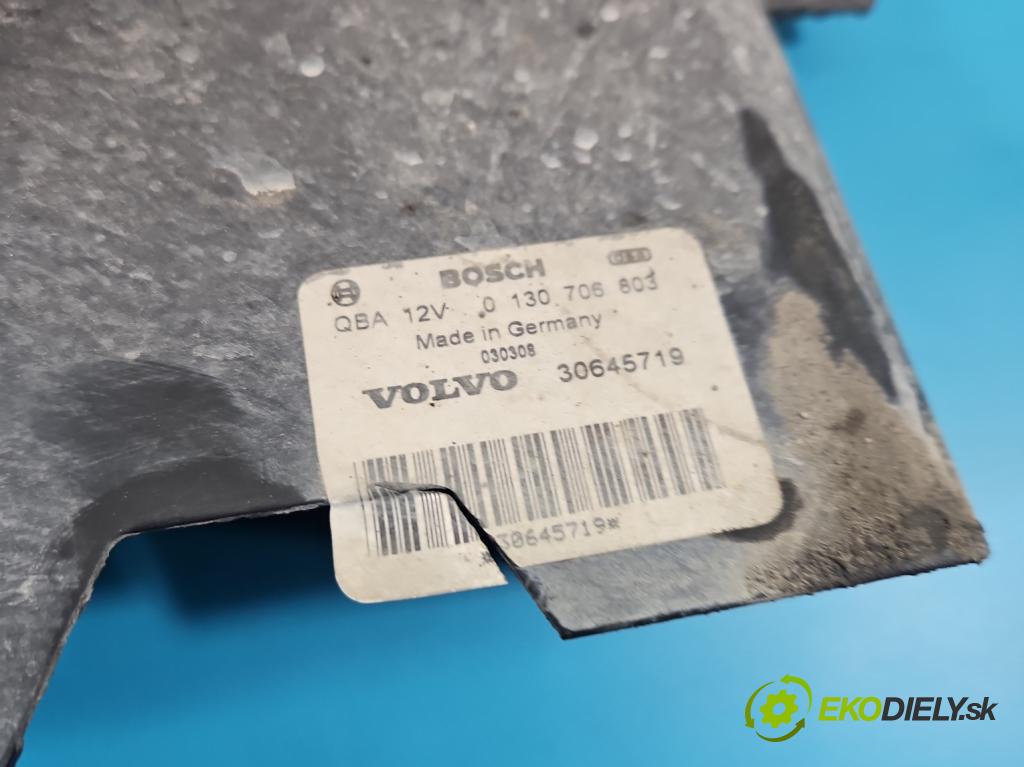 BOSCH
QBA 12V 0 130 706 803
Made in Germany
030308
VOLVO 30645719
*30645719*
EKODIELY.sk